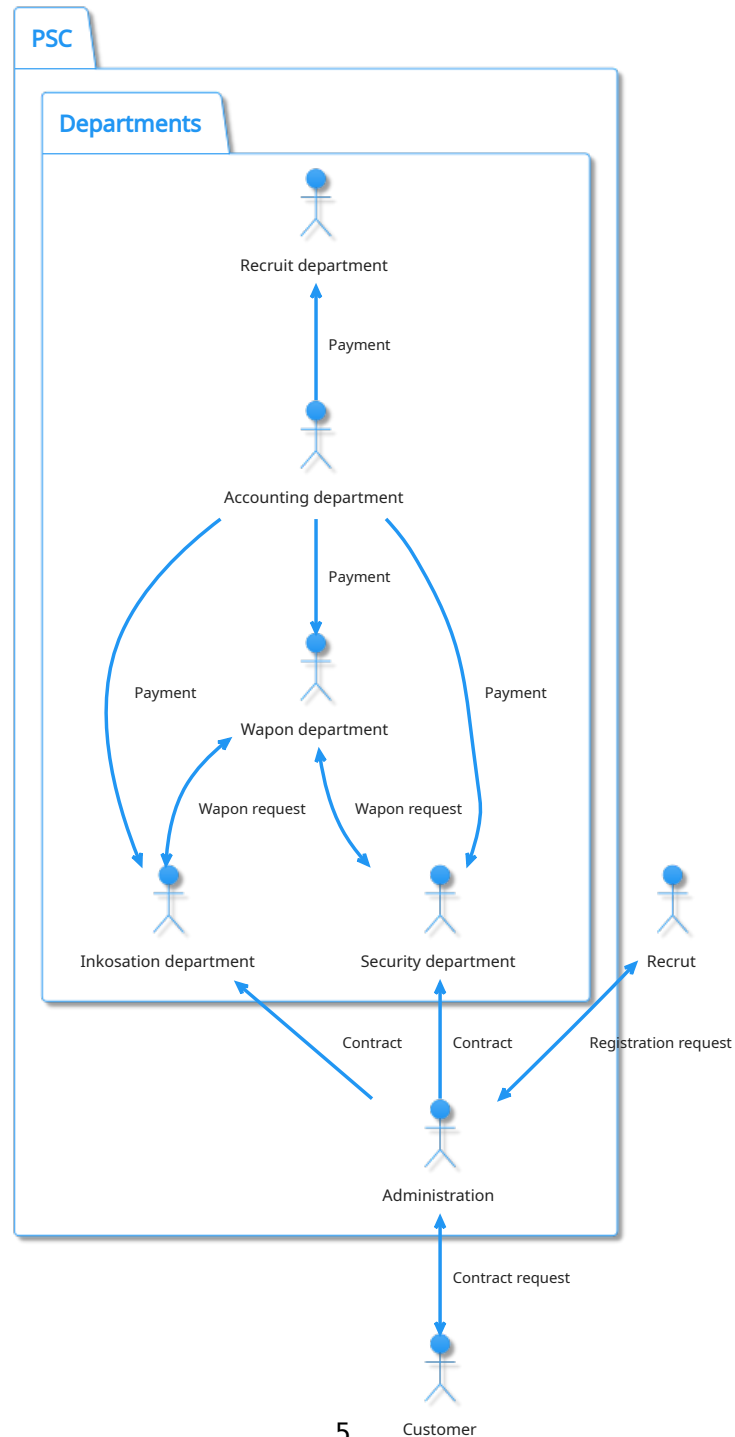 PSC
Departments
Recruit department
Payment
Accounting department
Payment
Payment
Payment
Wapon department
Wapon request
Wapon request
Inkosation department
Security department
Recrut
Contract
Contract
Registration request
Administration
Contract request
Customer
5